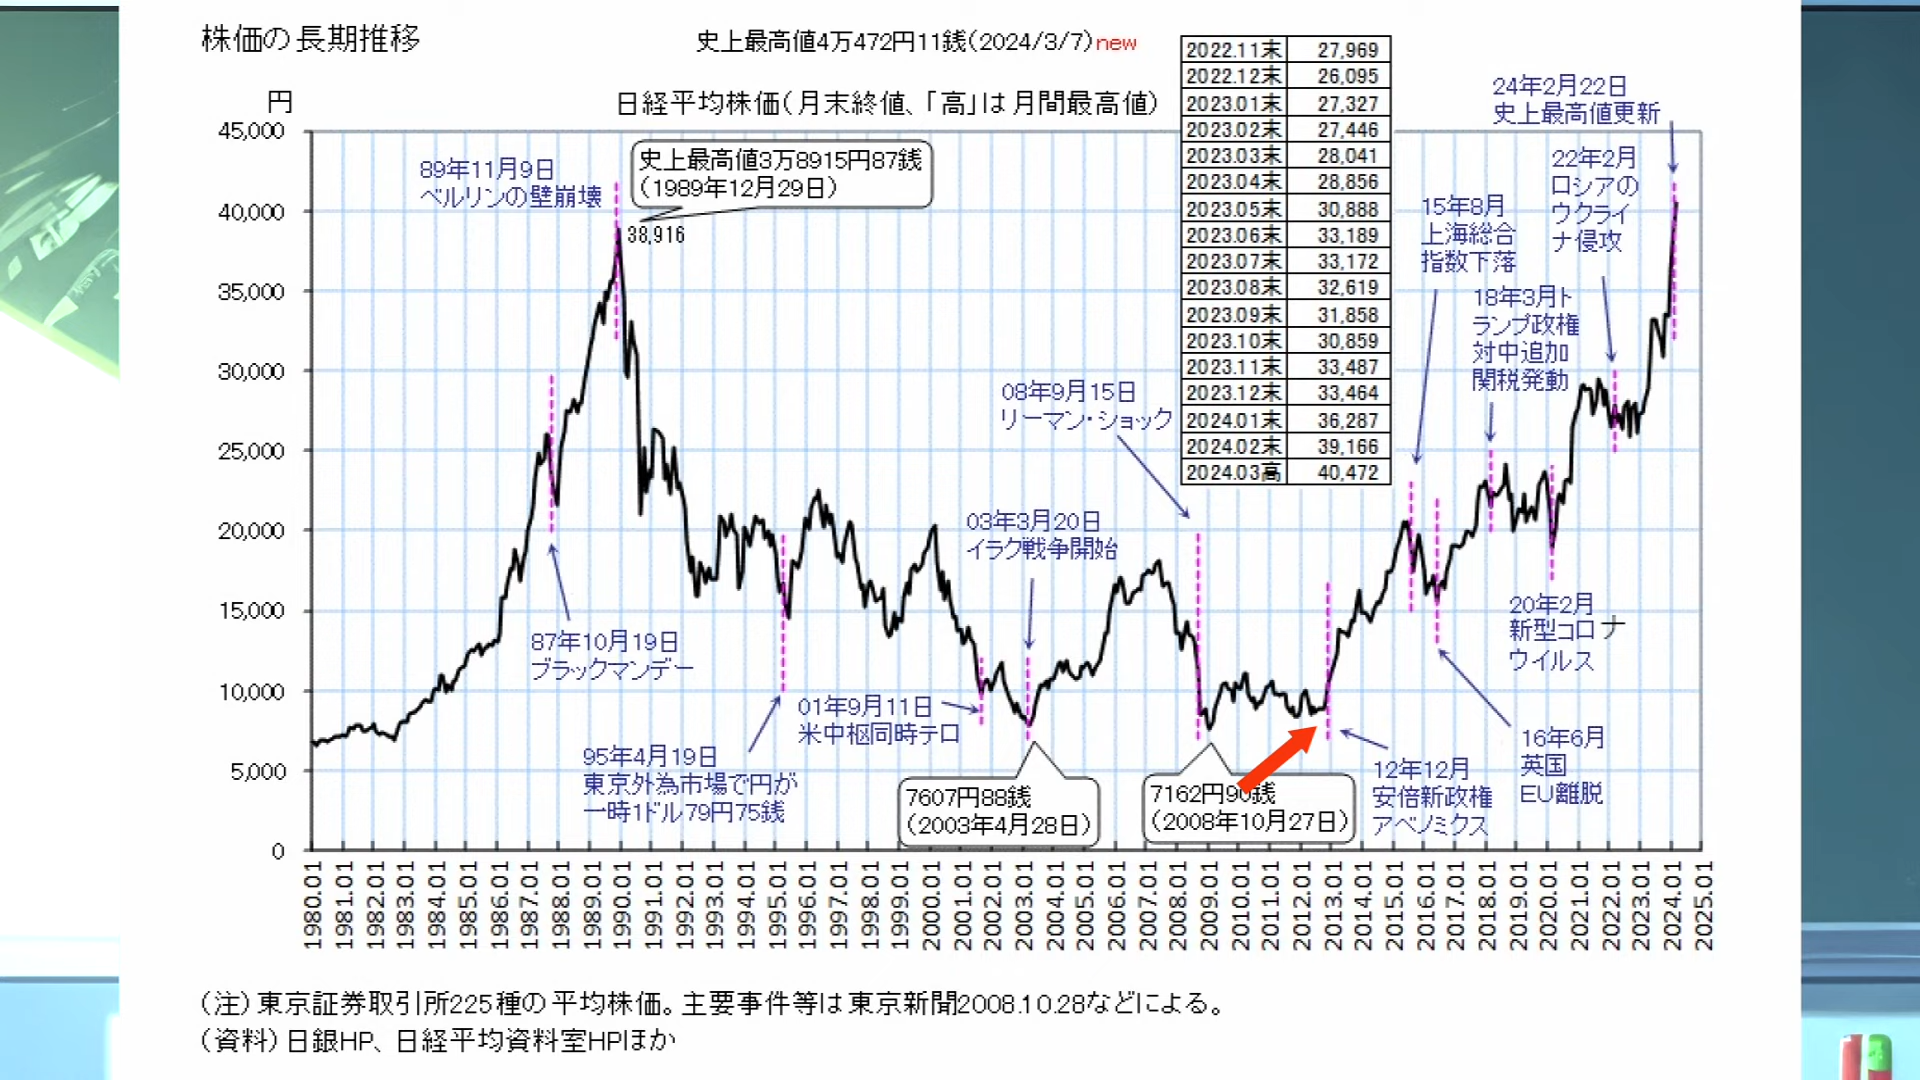 株価の長期推移
史上最高値4万472円11銭(2024/3/7)new
円
日経平均株価(月末終値、「高」は月間最高値)
2022.11末 27,969
2022.12末 26,095
2023.01末 27,327
2023.02末 27,446
2023.03末 28,041
2023.04末 28,856
2023.05末 30,888
2023.06末 33,189
2023.07末 33,172
2023.08末 32,619
2023.09末 31,858
2023.10末 30,859
2023.11末 33,487
2023.12末 33,464
2024.01末 36,287
2024.02末 39,166
2024.03高 40,472
45,000
40,000
35,000
30,000
25,000
20,000
15,000
10,000
5,000
0
89年11月9日
ベルリンの壁崩壊
史上最高値3万8915円87銭
(1989年12月29日)
38,916
24年2月22日
史上最高値更新
22年2月
ロシアの
ウクライ
ナ侵攻
15年8月
上海総合
指数下落
18年3月ト
ランプ政権
対中追加
関税発動
08年9月15日
リーマン・ショック
03年3月20日
イラク戦争開始
87年10月19日
ブラックマンデー
95年4月19日
東京外為市場で円が
一時1ドル79円75銭
01年9月11日
米中枢同時テロ
7607円88銭
(2003年4月28日)
7162円90銭
(2008年10月27日)
12年12月
安倍新政権
アベノミクス
16年6月
英国
EU離脱
20年2月
新型コロナ
ウイルス
1980.01
1981.01
1982.01
1983.01
1984.01
1985.01
1986.01
1987.01
1988.01
1989.01
1990.01
1991.01
1992.01
1993.01
1994.01
1995.01
1996.01
1997.01
1998.01
1999.01
2000.01
2001.01
2002.01
2003.01
2004.01
2005.01
2006.01
2007.01
2008.01
2009.01
2010.01
2011.01
2012.01
2013.01
2014.01
2015.01
2016.01
2017.01
2018.01
2019.01
2020.01
2021.01
2022.01
2023.01
2024.01
2025.01
(注)東京証券取引所225種の平均株価。主要事件等は東京新聞2008.10.28などによる。
(資料)日銀HP、日経平均資料室HPほか